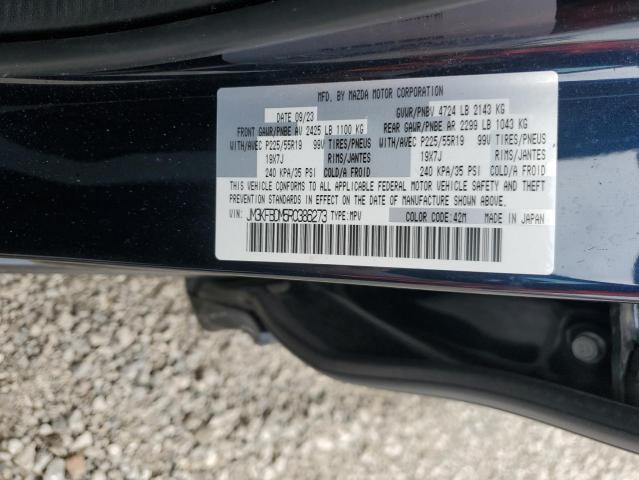 MFD. BY MAZDA MOTOR CORPORATION
DATE 09/23 GVWR/PNBV 4724 LB 2143 KG
FRONT GAWR/PNBE AV 2425 LB 1100 KG REAR GAWR/PNBE AR 2299 LB 1043 KG
WITH/AVEC P225/55R19 99V TIRES/PNEUS WITH/AVEC P225/55R19 99V TIRES/PNEUS
19X7J RIMS/JANTES 19X7J RIMS/JANTES
240 KPA/35 PSI COLD/A FROID 240 KPA/35 PSI COLD/A FROID
THIS VEHICLE CONFORMS TO ALL APPLICABLE FEDERAL MOTOR VEHICLE SAFETY AND THEFT
PREVENTION STANDARDS IN EFFECT ON THE DATE OF MANUFACTURE SHOWN ABOVE.
VIN: JM3KFBDM5R0386273 TYPE:MPV COLOR CODE:42M MADE IN JAPAN